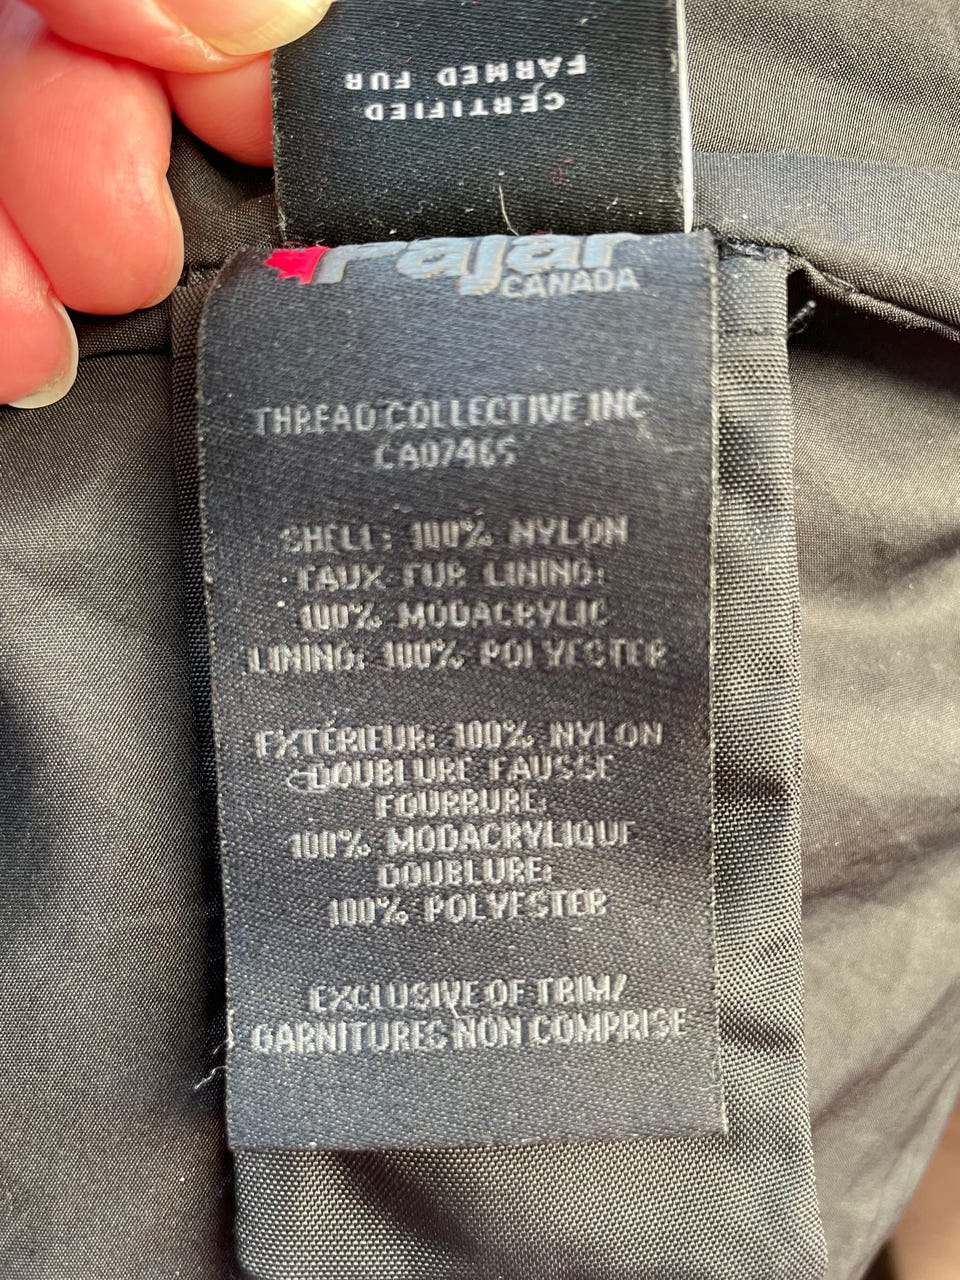 CERTIFIED
FARMED FUR
Pajar
CANADA
THREAD COLLECTIVE INC
CA07465
SHELL: 100% NYLON
FAUX FUR LINING:
100% MODACRYLIC
LINING: 100% POLYESTER
EXTÉRIEUR: 100% NYLON
DOUBLURE FAUSSE
FOURRURE:
100% MODACRYLIQUE
DOUBLURE:
100% POLYESTER
EXCLUSIVE OF TRIM/
GARNITURES NON COMPRISE